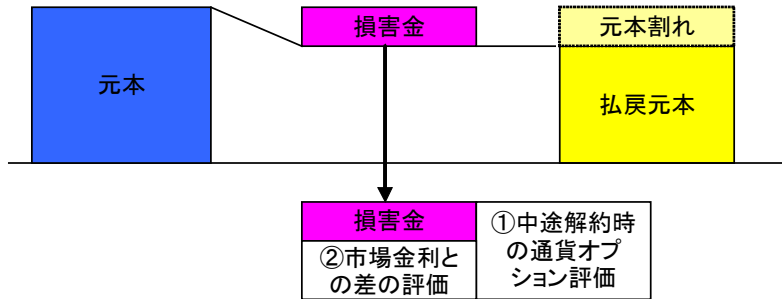 元本
損害金
元本割れ
払戻元本
損害金
②市場金利と
の差の評価
①中途解約時
の通貨オプ
ション評価